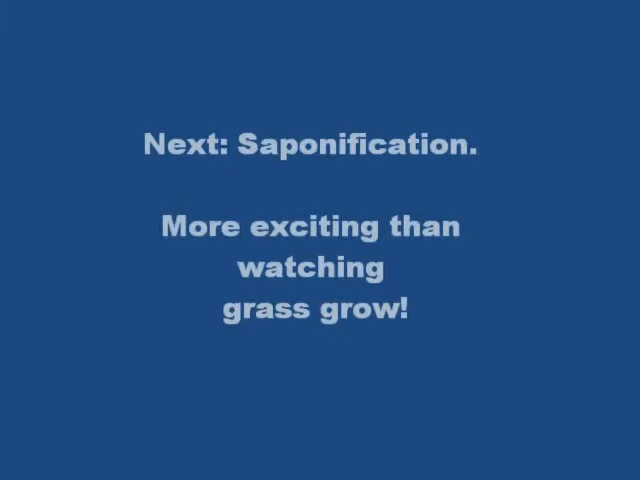 Next: Saponification.
More exciting than
watching
grass grow!